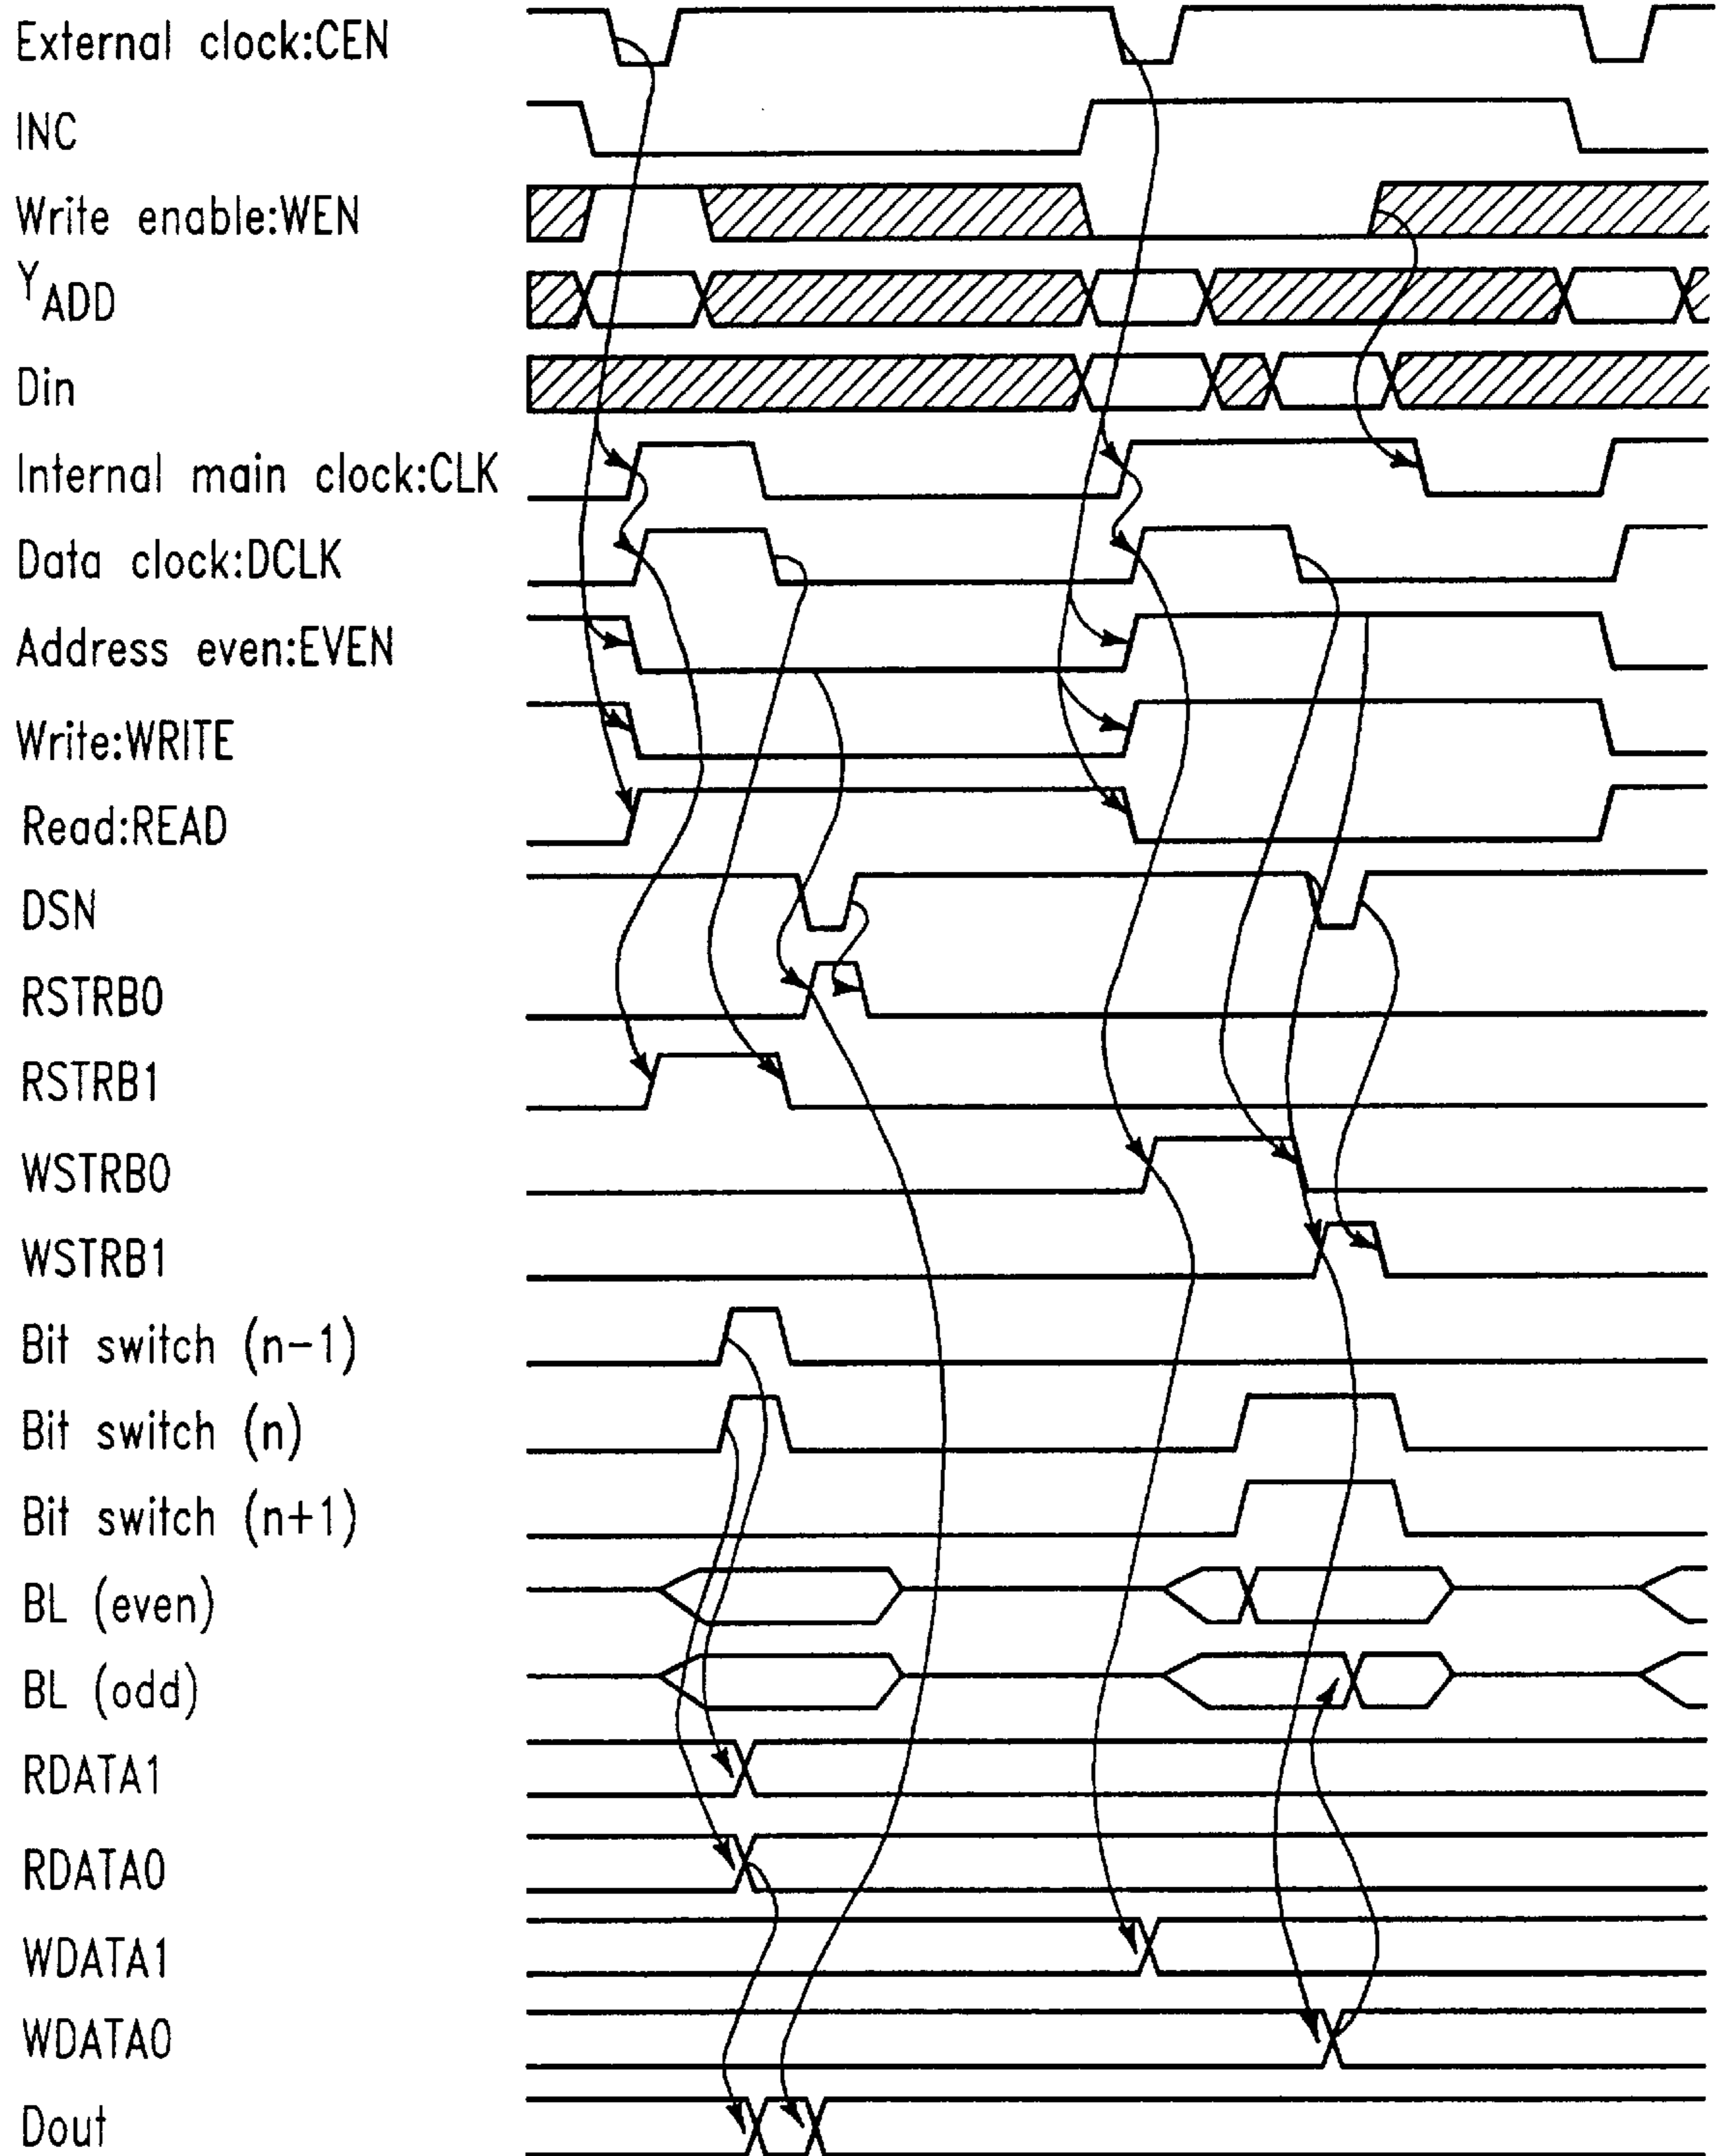 External clock:CEN
INC
Write enable:WEN
YADD
Din
Internal main clock:CLK
Data clock:DCLK
Address even:EVEN
Write:WRITE
Read:READ
DSN
RSTRB0
RSTRB1
WSTRB0
WSTRB1
Bit switch (n-1)
Bit switch (n)
Bit switch (n+1)
BL (even)
BL (odd)
RDATA1
RDATA0
WDATA1
WDATA0
Dout